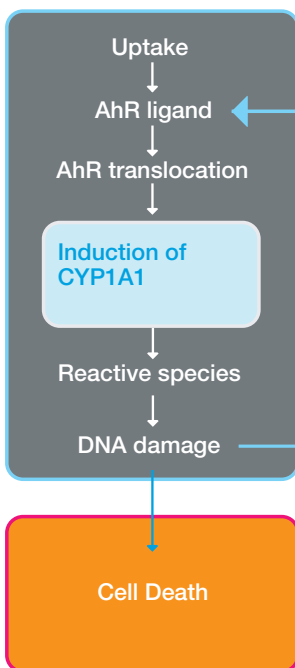 Uptake
AhR ligand
AhR translocation
Induction of
CYP1A1
Reactive species
DNA damage
Cell Death